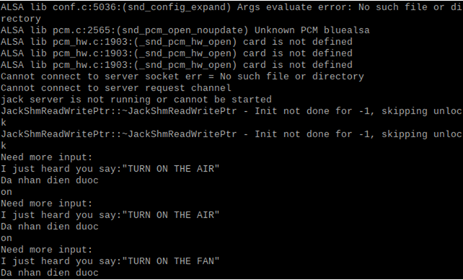 ALSA lib conf.c:5036:(snd_config_expand) Args evaluate error: No such file or di
rectory
ALSA lib pcm.c:2565:(snd_pcm_open_noupdate) Unknown PCM bluealsa
ALSA lib pcm_hw.c:1903:(_snd_pcm_hw_open) card is not defined
ALSA lib pcm_hw.c:1903:(_snd_pcm_hw_open) card is not defined
ALSA lib pcm_hw.c:1903:(_snd_pcm_hw_open) card is not defined
Cannot connect to server socket err = No such file or directory
Cannot connect to server request channel
jack server is not running or cannot be started
JackShmReadWritePtr::~JackShmReadWritePtr - Init not done for -1, skipping unloc
k
JackShmReadWritePtr::~JackShmReadWritePtr - Init not done for -1, skipping unloc
k
Need more input:
I just heard you say:"TURN ON THE AIR"
Da nhan dien duoc
on
Need more input:
I just heard you say:"TURN ON THE AIR"
Da nhan dien duoc
on
Need more input:
I just heard you say:"TURN ON THE FAN"
Da nhan dien duoc